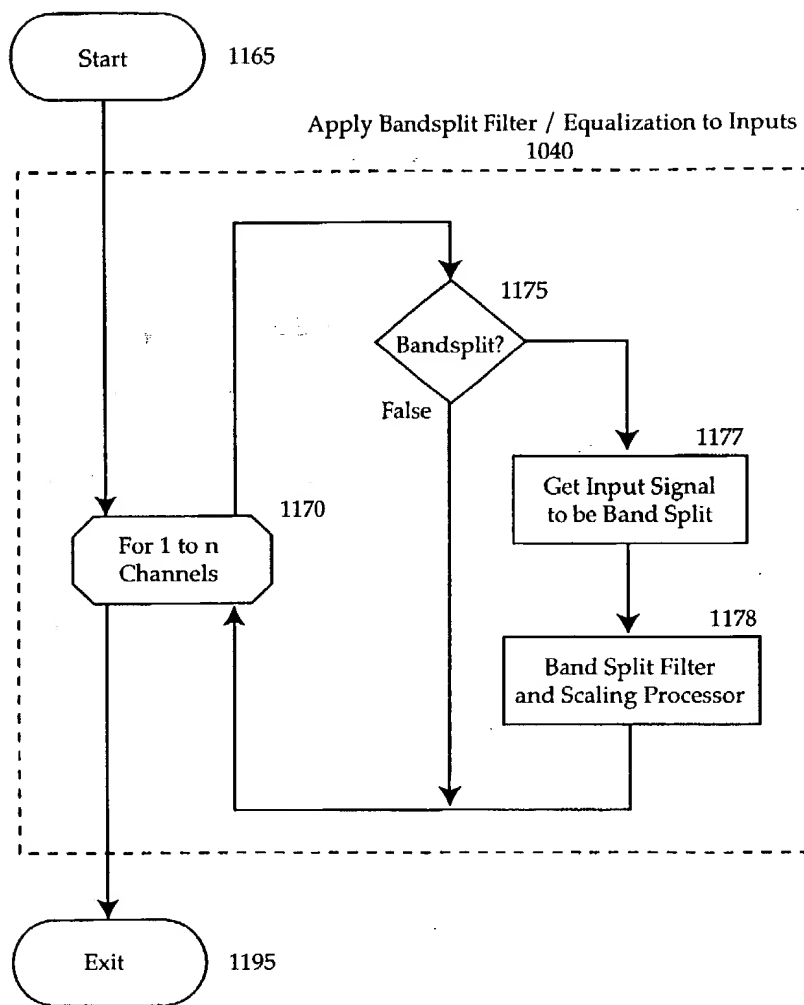 Start
1165
Apply Bandsplit Filter / Equalization to Inputs
1040
1175
Bandsplit?
False
1177
Get Input Signal
to be Band Split
1170
For 1 to n
Channels
1178
Band Split Filter
and Scaling Processor
Exit
1195